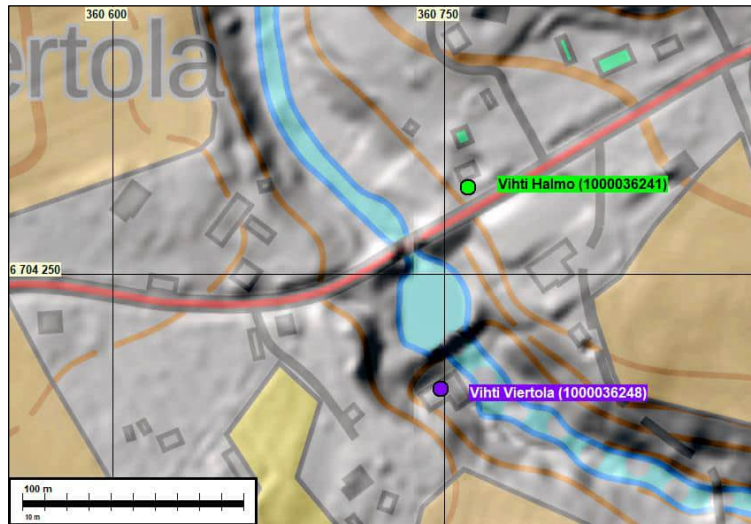 360 600
360 750
ertola
Vihti Halmo (1000036241)
6 704 250
Vihti Viertola (1000036248)
100 m
10 m